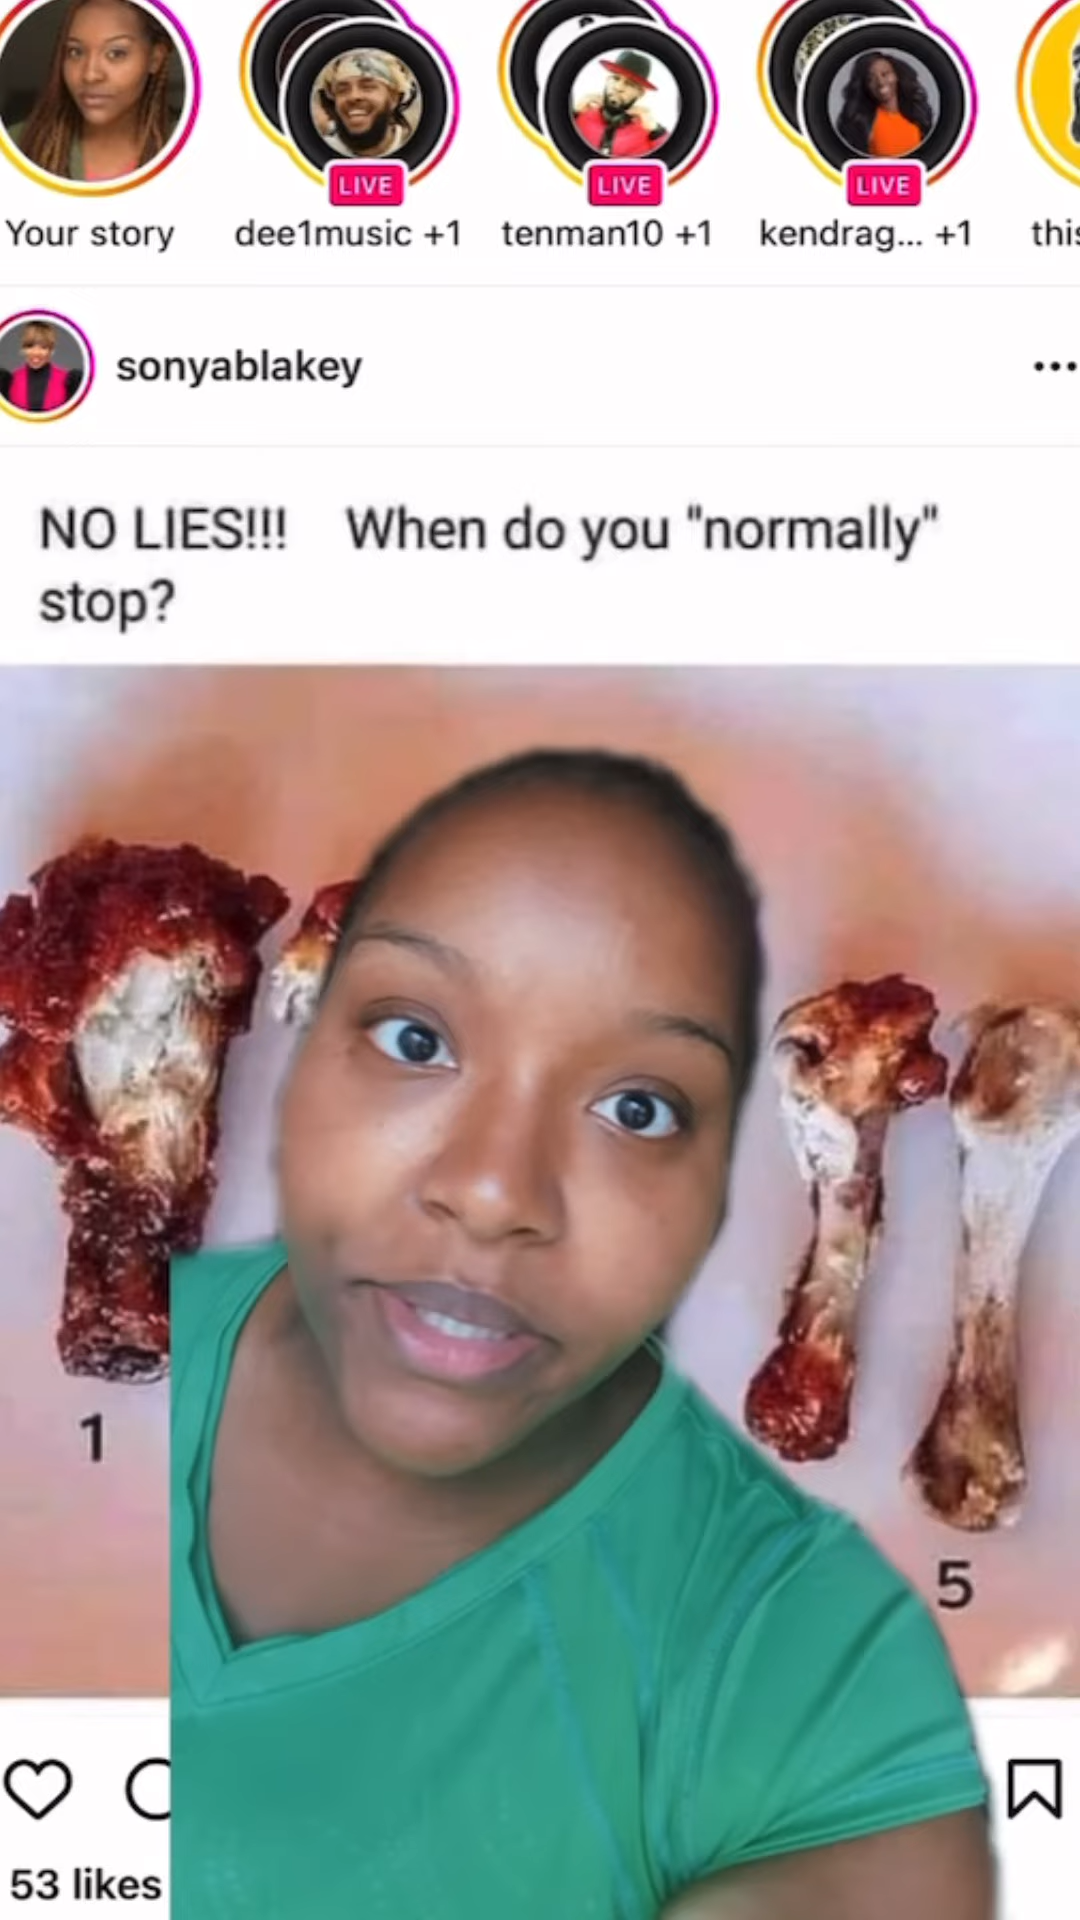 LIVE
LIVE
LIVE
Your story
dee1music +1
tenman10 +1
kendrag... +1
this
sonyablakey
NO LIES!!! When do you "normally"
stop?
1
5
53 likes